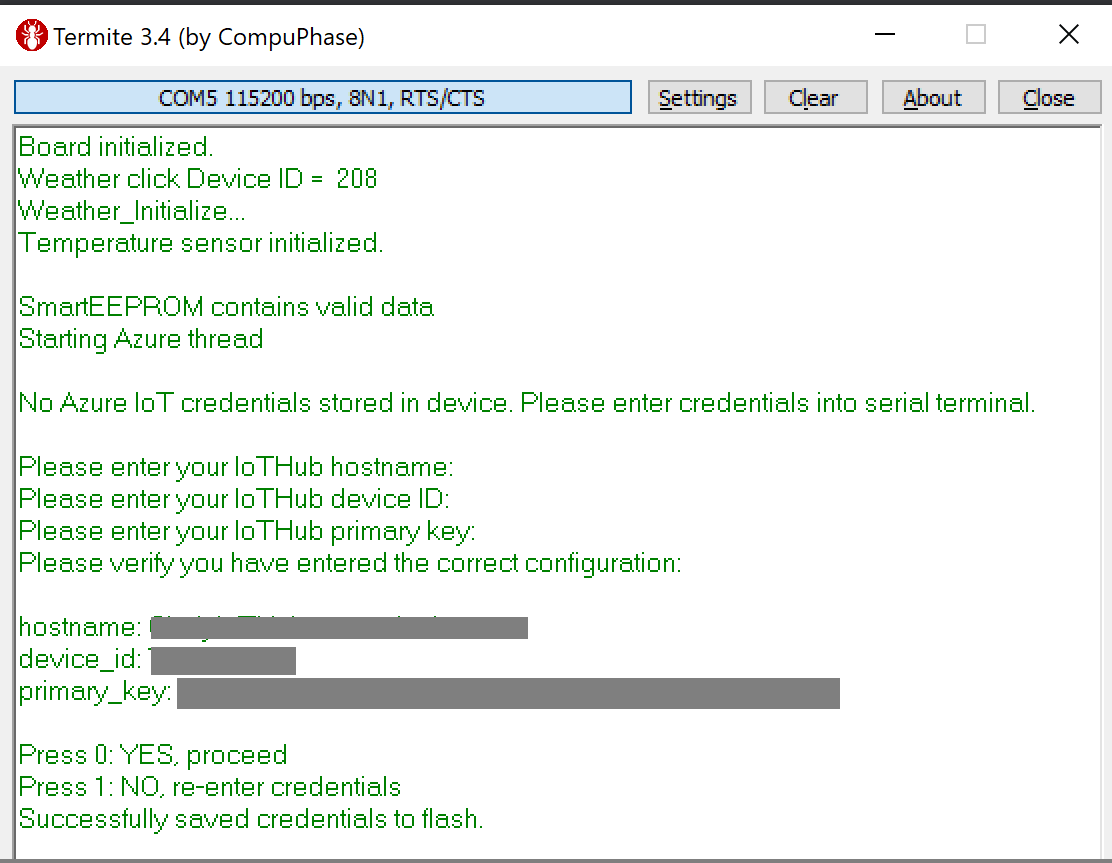 Termite 3.4 (by CompuPhase)
COM5 115200 bps, 8N1, RTS/CTS
Settings
Clear
About
Close
Board initialized.
Weather click Device ID =  208
Weather_Initialize...
Temperature sensor initialized.
SmartEEPROM contains valid data
Starting Azure thread
No Azure IoT credentials stored in device. Please enter credentials into serial terminal.
Please enter your IoTHub hostname:
Please enter your IoTHub device ID:
Please enter your IoTHub primary key:
Please verify you have entered the correct configuration:
hostname:
device_id:
primary_key:
Press 0: YES, proceed
Press 1: NO, re-enter credentials
Successfully saved credentials to flash.